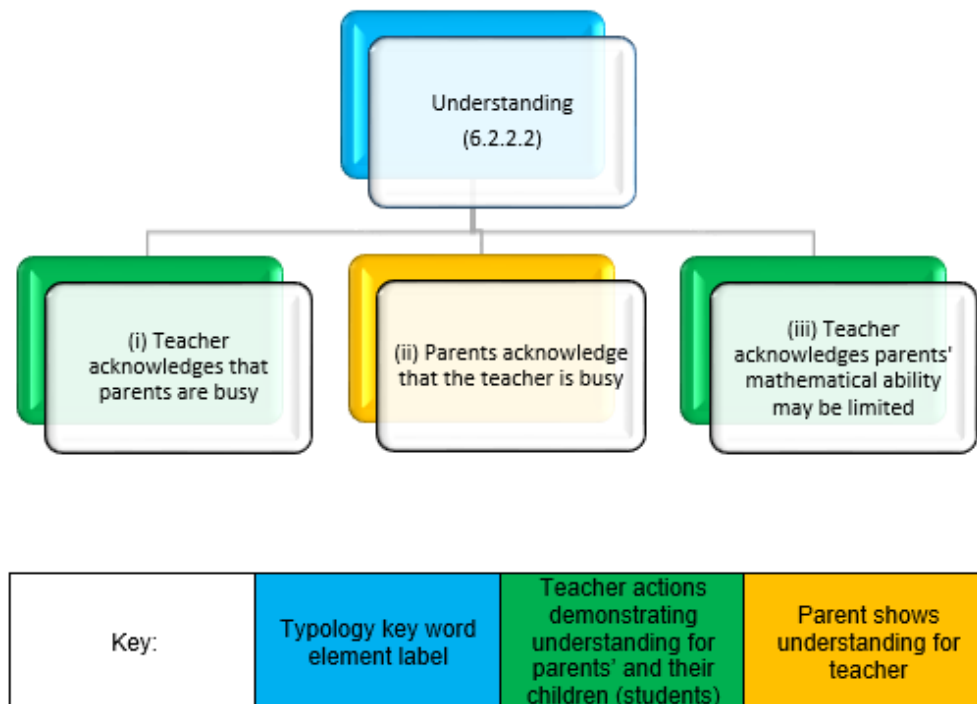 Understanding
(6.2.2.2)
(i) Teacher
acknowledges that
parents are busy
(ii) Parents acknowledge
that the teacher is busy
(iii) Teacher
acknowledges parents'
mathematical ability
may be limited
Key:
Typology key word
element label
Teacher actions
demonstrating
understanding for
parents’ and their
children (students)
Parent shows
understanding for
teacher